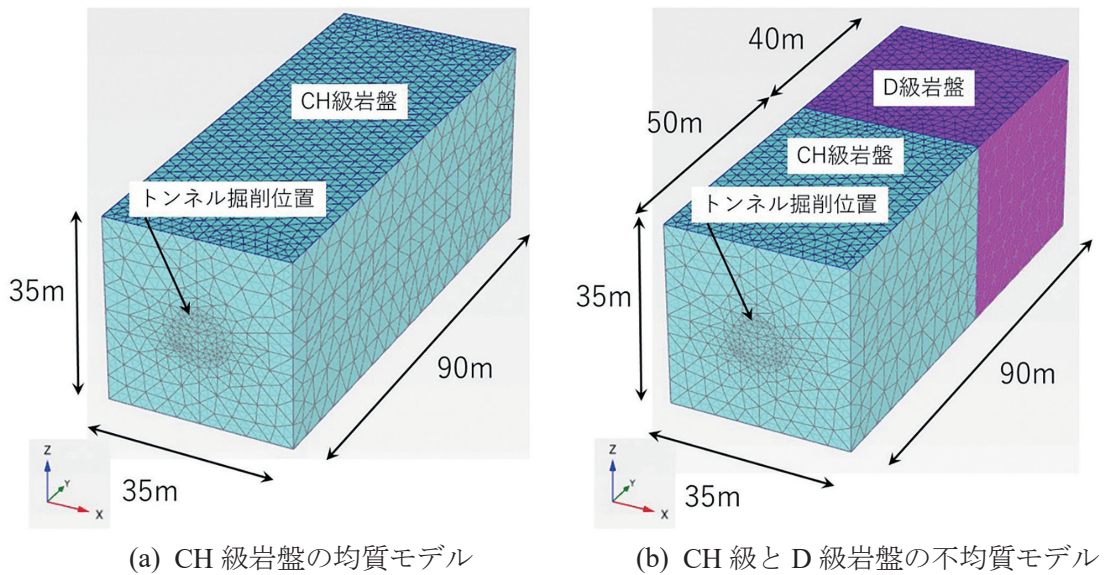 CH級岩盤
トンネル掘削位置
35m
90m
35m
Z
Y
X
(a) CH 級岩盤の均質モデル
40m
D級岩盤
50m
CH級岩盤
トンネル掘削位置
35m
90m
35m
Z
Y
X
(b) CH 級と D 級岩盤の不均質モデル